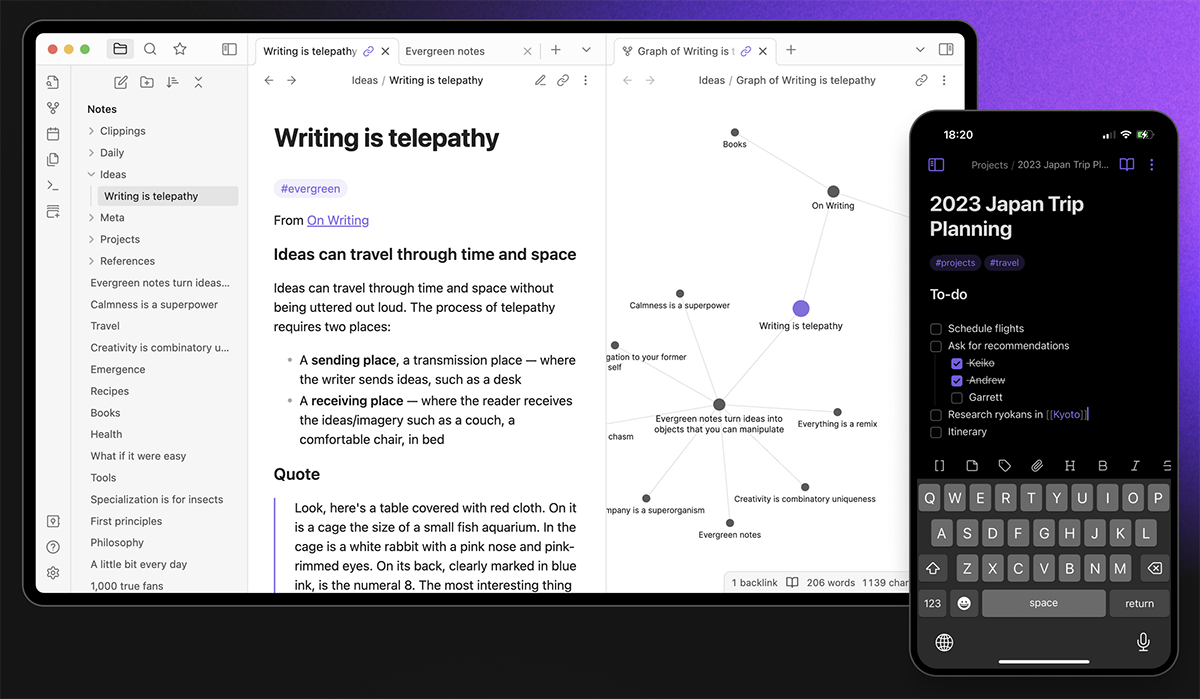 Writing is telepathy
Evergreen notes
Graph of Writing is t
Notes
Clippings
Daily
Ideas
Writing is telepathy
Meta
Projects
References
Evergreen notes turn ideas...
Calmness is a superpower
Travel
Creativity is combinatory u...
Emergence
Recipes
Books
Health
What if it were easy
Tools
Specialization is for insects
First principles
Philosophy
A little bit every day
1,000 true fans
Ideas / Writing is telepathy
Writing is telepathy
#evergreen
From On Writing
Ideas can travel through time and space
Ideas can travel through time and space without
being uttered out loud. The process of telepathy
requires two places:
• A sending place, a transmission place — where
the writer sends ideas, such as a desk
• A receiving place — where the reader receives
the ideas/imagery such as a couch, a
comfortable chair, in bed
Quote
Look, here's a table covered with red cloth. On it
is a cage the size of a small fish aquarium. In the
cage is a white rabbit with a pink nose and pink-
rimmed eyes. On its back, clearly marked in blue
ink, is the numeral 8. The most interesting thing
Ideas / Graph of Writing is telepathy
Books
On Writing
Calmness is a superpower
Writing is telepathy
gation to your former
self
Evergreen notes turn ideas into
objects that you can manipulate
Everything is a remix
chasm
Creativity is combinatory uniqueness
mpany is a superorganism
Evergreen notes
1 backlink 206 words 1139 char
18:20
Projects / 2023 Japan Trip Pl...
2023 Japan Trip
Planning
#projects #travel
To-do
Schedule flights
Ask for recommendations
Keiko
Andrew
Garrett
Research ryokans in [[Kyoto]]
Itinerary
[] H B I S
Q W E R T Y U I O P
A S D F G H J K L
Z X C V B N M
123 space return